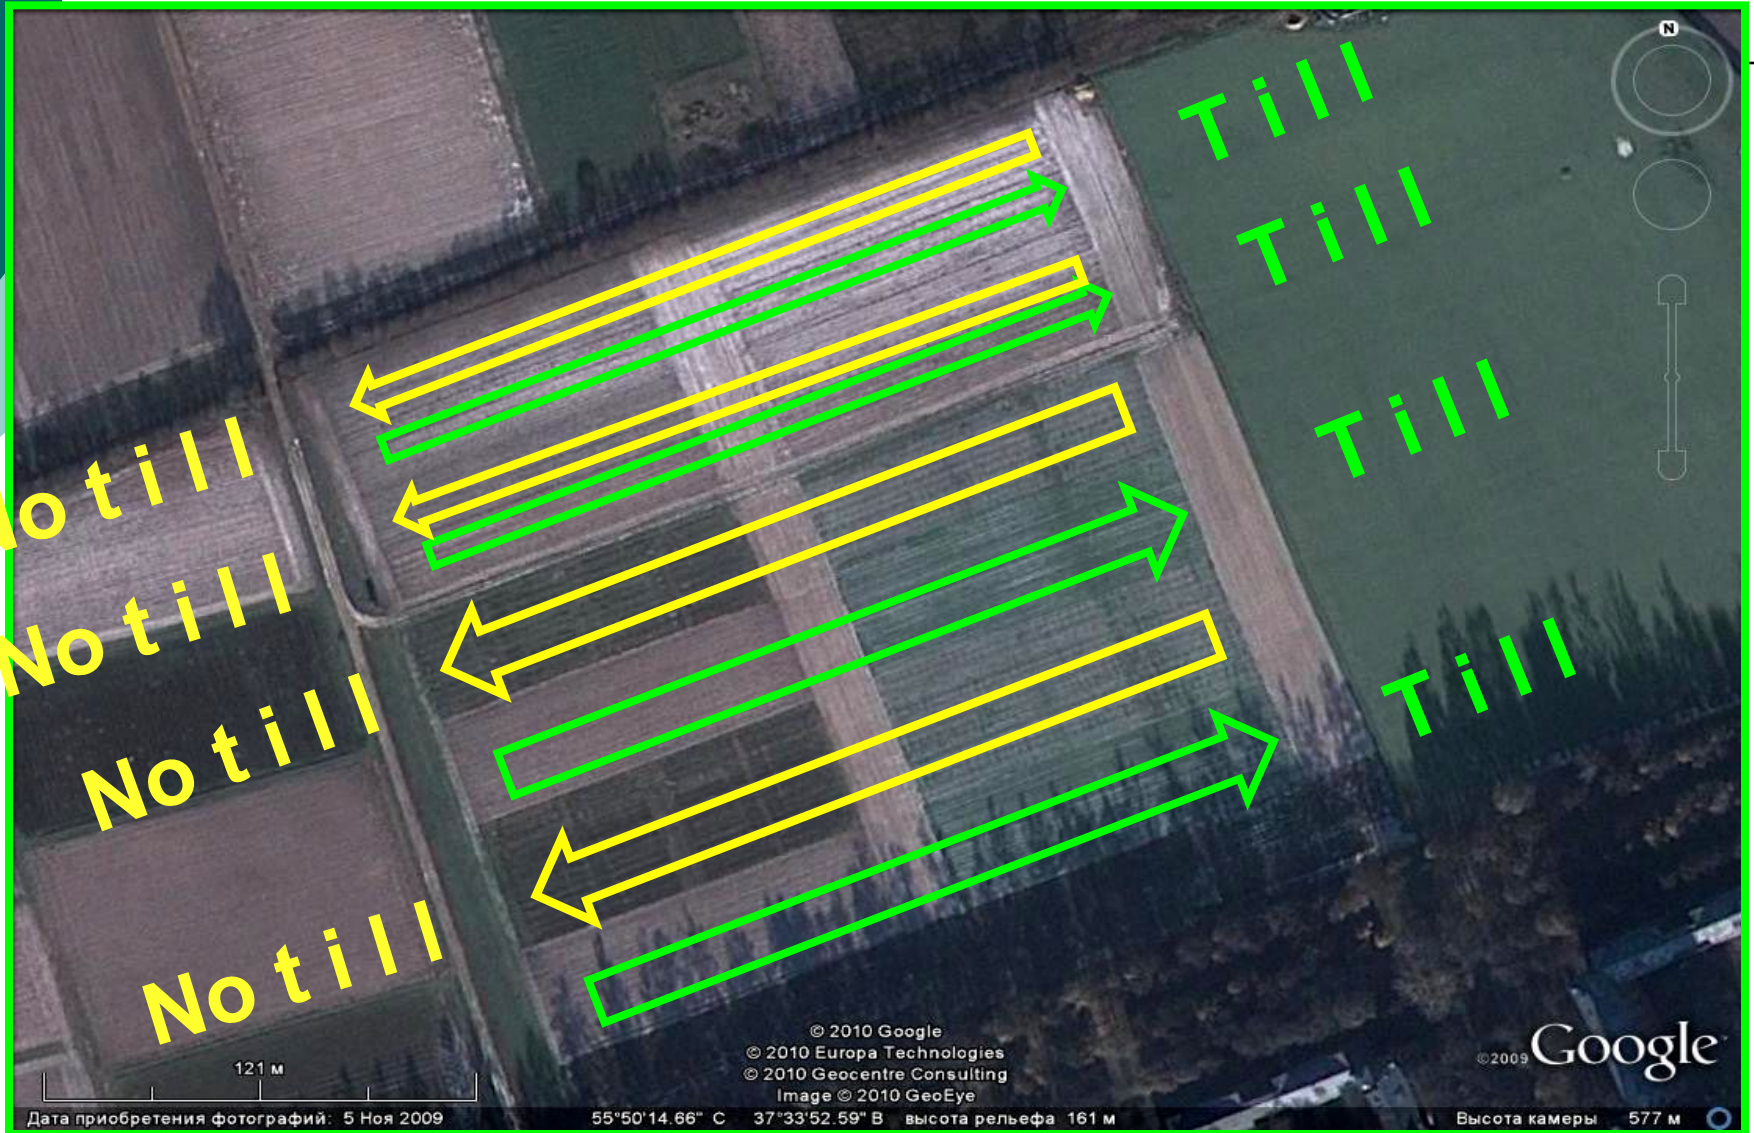 N
Till
Till
Till
Till
No till
No till
No till
No till
121 м
© 2010 Google
© 2010 Europa Technologies
© 2010 Geocentre Consulting
Image © 2010 GeoEye
©2009 Google
Дата приобретения фотографий: 5 Ноя 2009
55°50'14.66" С 37°33'52.59" В высота рельефа 161 м
Высота камеры 577 м